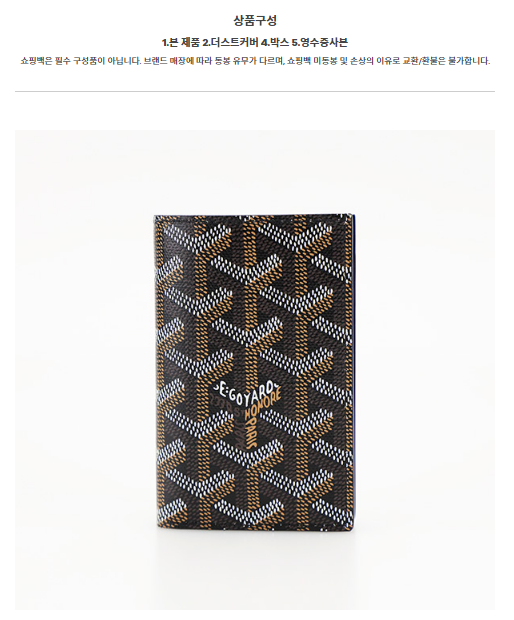 상품구성
1.본 제품 2.더스트커버 4.박스 5.영수증사본
쇼핑백은 필수 구성품이 아닙니다. 브랜드 매장에 따라 동봉 유무가 다르며, 쇼핑백 미동봉 및 손상의 이유로 교환/환불은 불가합니다.
E.GOYARD
HONORE
PARIS